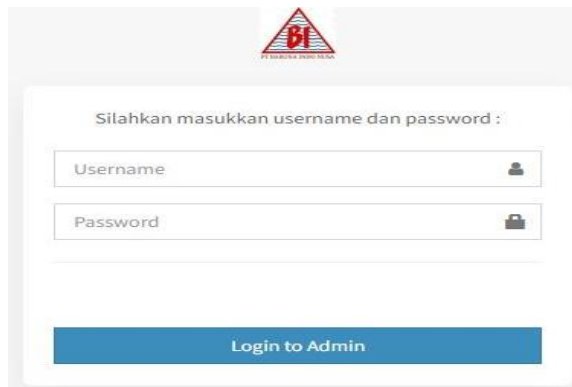 BI
Silahkan masukkan username dan password :
Username
Password
Login to Admin